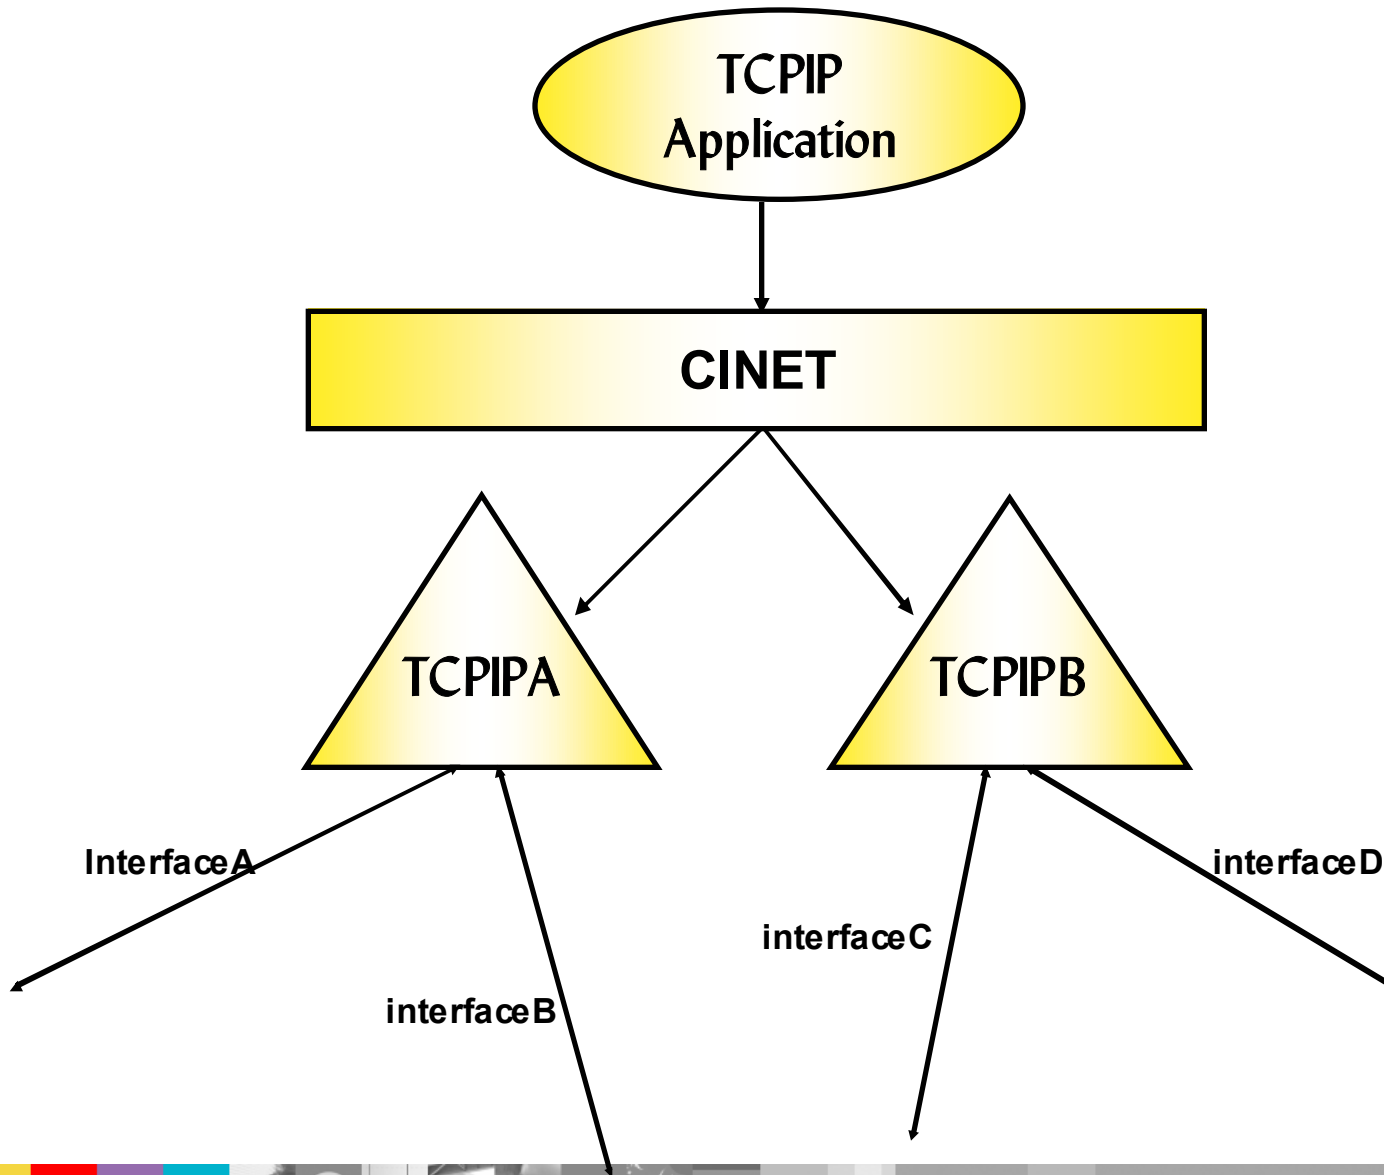 TCPIP
Application
CINET
TCPIPA
TCPIPB
InterfaceA
interfaceD
interfaceC
interfaceB